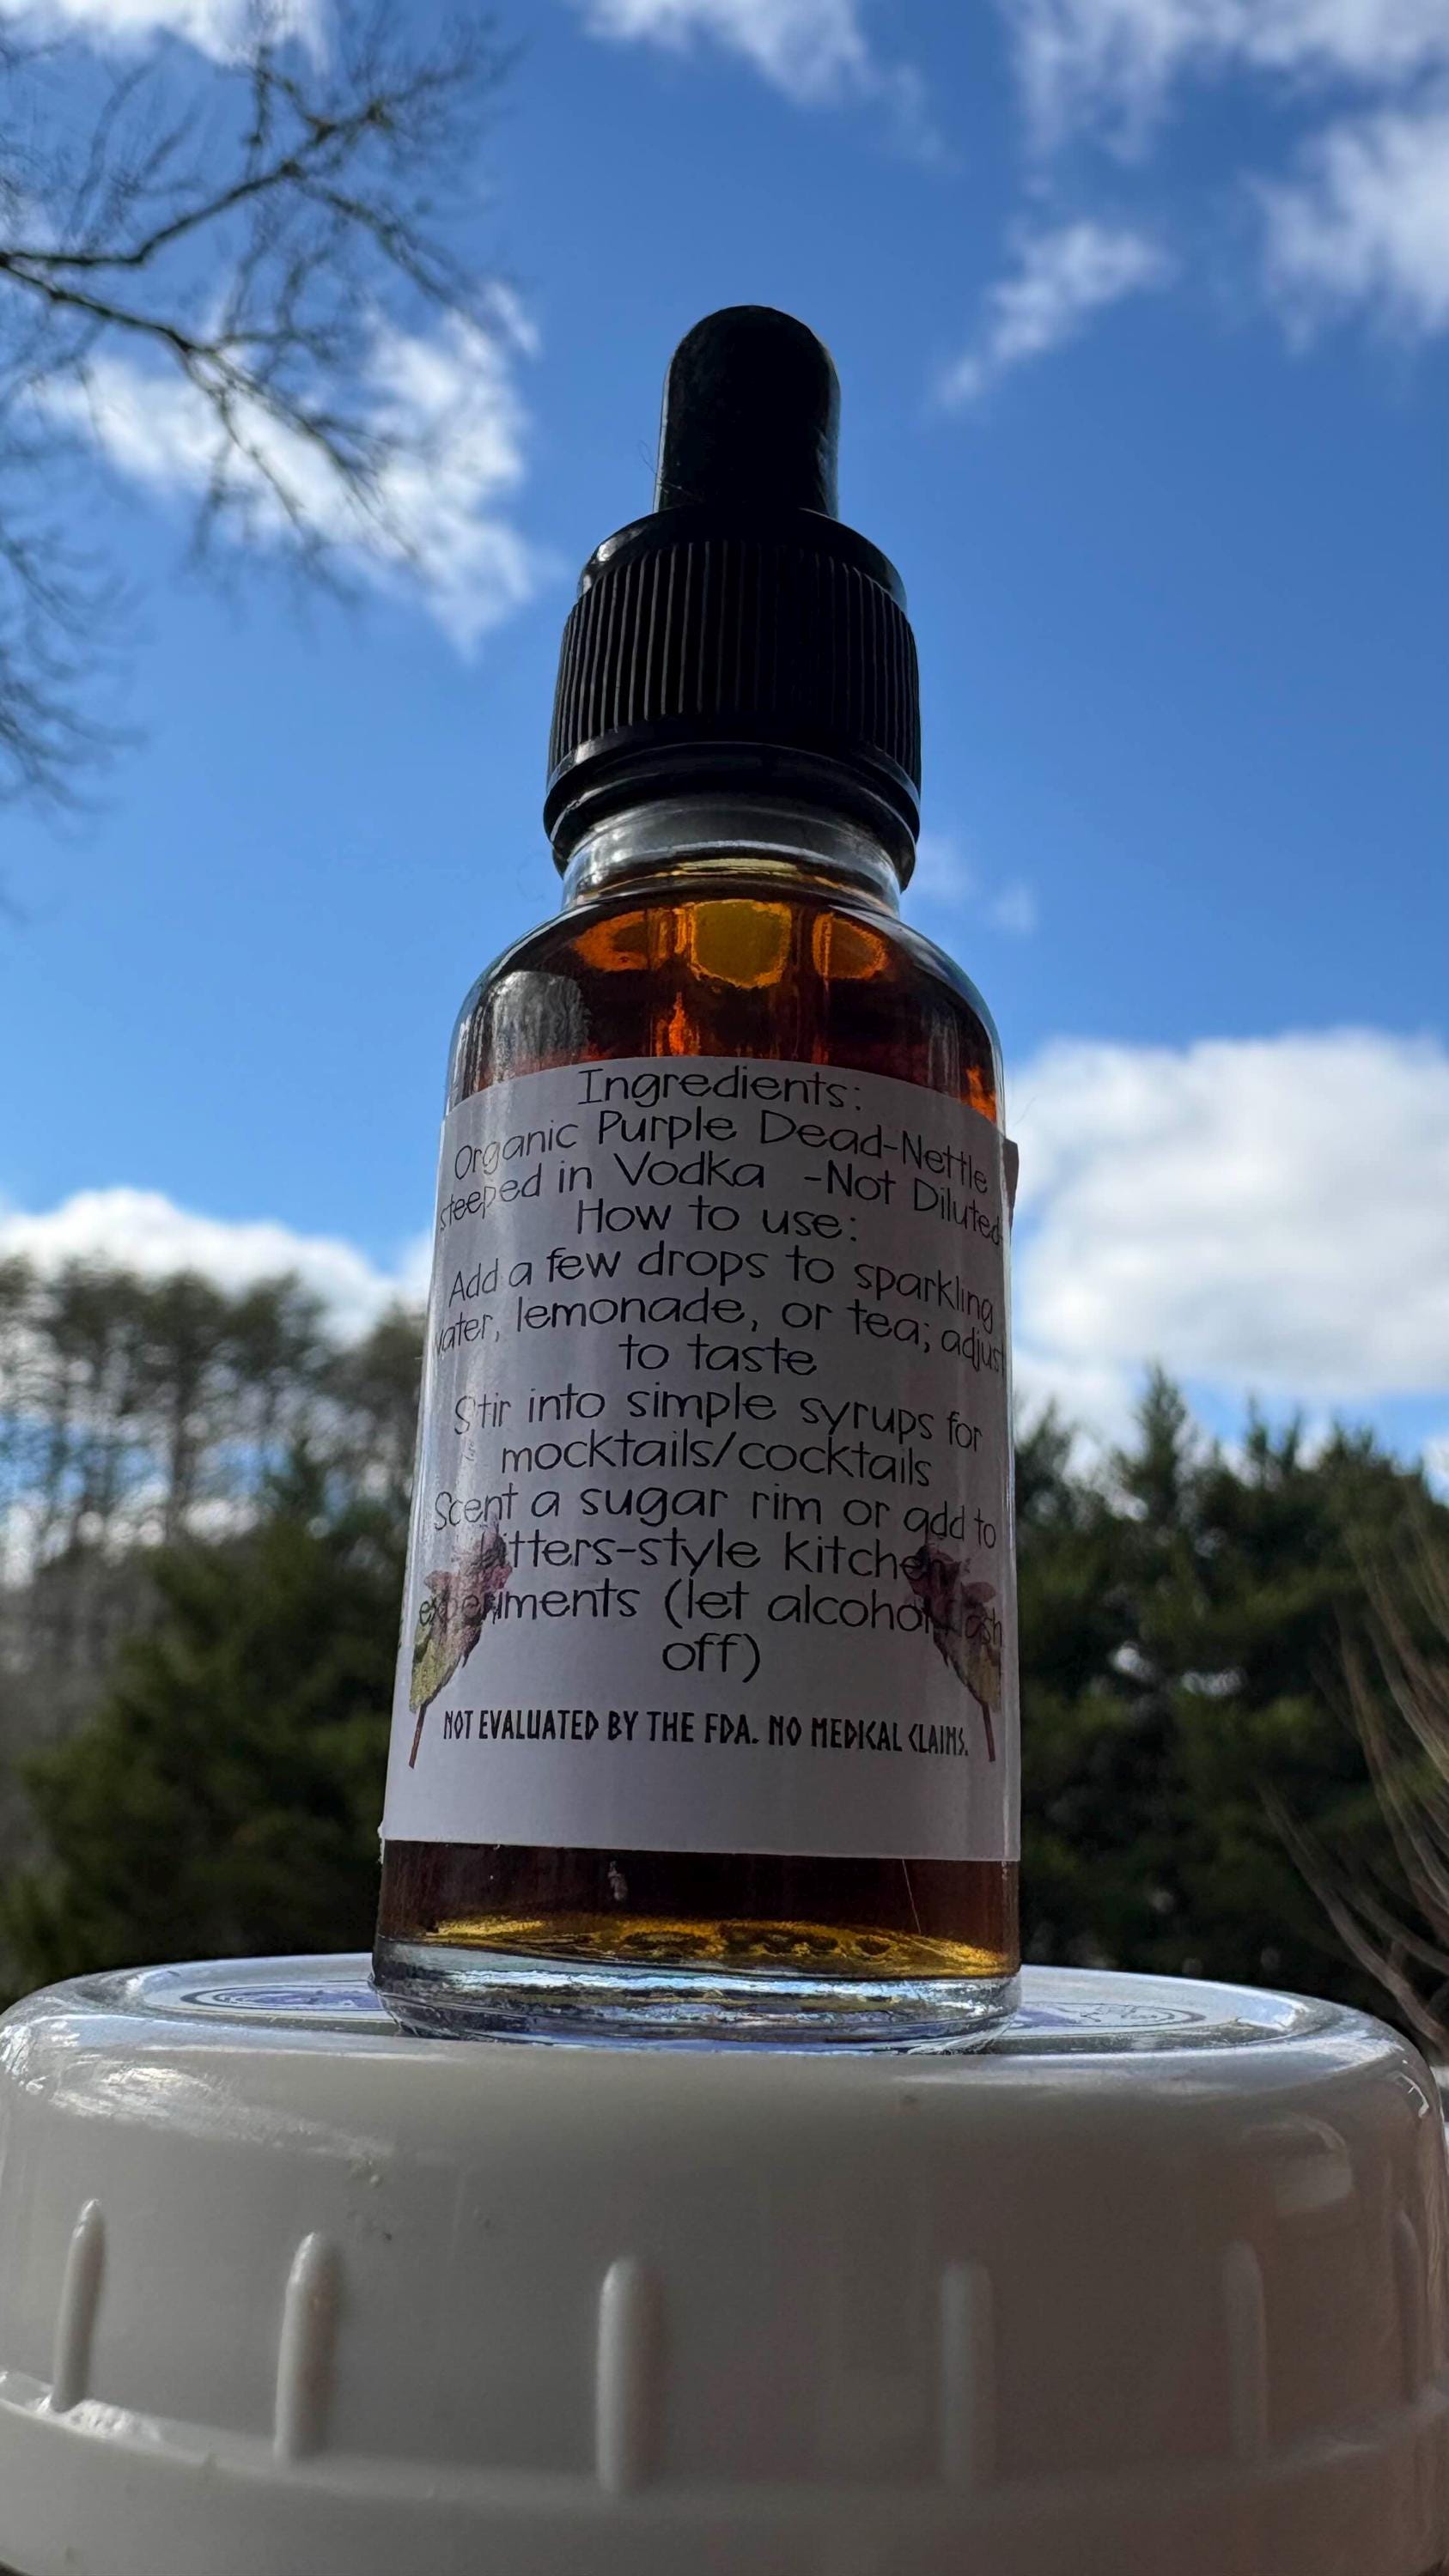 Ingredients:
Organic Purple Dead-Nettle
steeped in Vodka -Not Diluted-
How to use:
Add a few drops to sparkling
water, lemonade, or tea; adjust
to taste
Stir into simple syrups for
mocktails/cocktails
Scent a sugar rim or add to
bitters-style kitchen
experiments (let alcohol
off)
NOT EVALUATED BY THE FDA. NO MEDICAL CLAIMS.